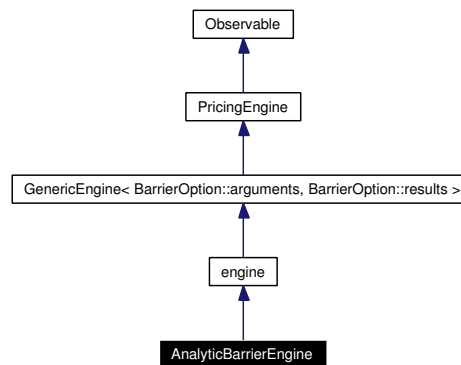 Observable
PricingEngine
GenericEngine< BarrierOption::arguments, BarrierOption::results >
engine
AnalyticBarrierEngine